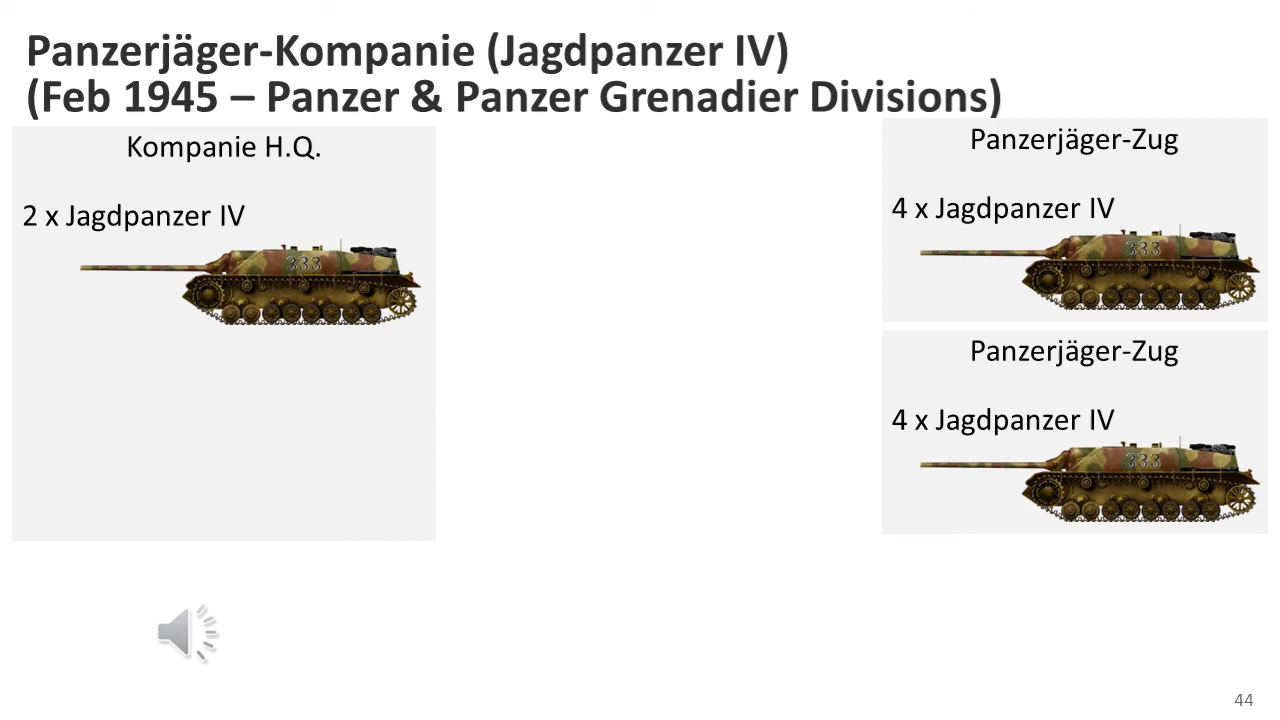 Panzerjäger-Kompanie (Jagdpanzer IV)
(Feb 1945 – Panzer & Panzer Grenadier Divisions)
Kompanie H.Q.
2 x Jagdpanzer IV
333
Panzerjäger-Zug
4 x Jagdpanzer IV
333
Panzerjäger-Zug
4 x Jagdpanzer IV
333
44